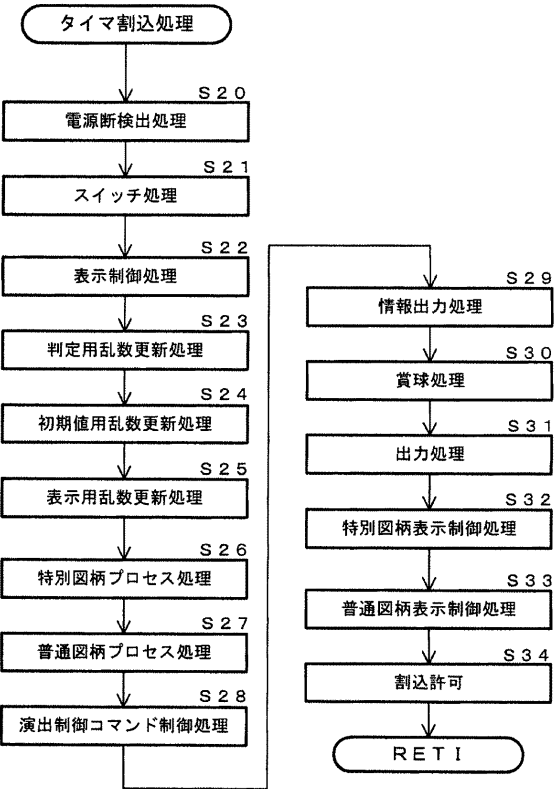 タイマ割込処理
S20
電源断検出処理
S21
スイッチ処理
S22
表示制御処理
S23
判定用乱数更新処理
S24
初期値用乱数更新処理
S25
表示用乱数更新処理
S26
特別図柄プロセス処理
S27
普通図柄プロセス処理
S28
演出制御コマンド制御処理
S29
情報出力処理
S30
賞球処理
S31
出力処理
S32
特別図柄表示制御処理
S33
普通図柄表示制御処理
S34
割込許可
RETI